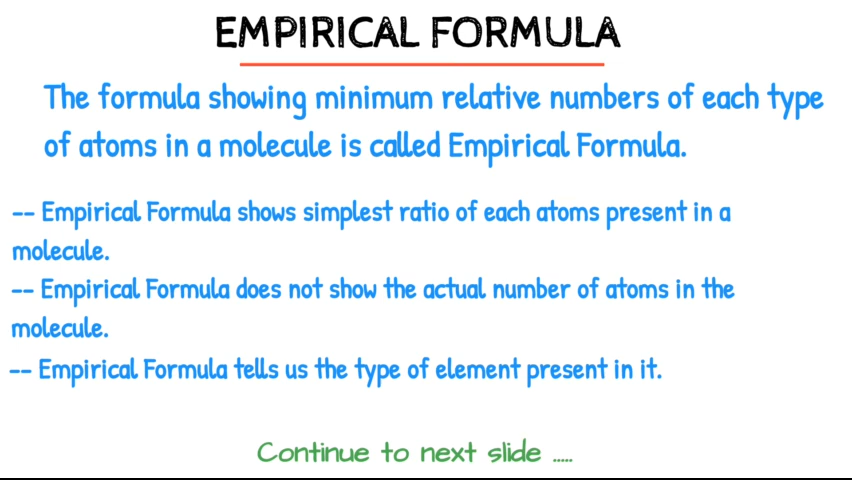 EMPIRICAL FORMULA
The formula showing minimum relative numbers of each type
of atoms in a molecule is called Empirical Formula.
-- Empirical Formula shows simplest ratio of each atoms present in a
molecule.
-- Empirical Formula does not show the actual number of atoms in the
molecule.
-- Empirical Formula tells us the type of element present in it.
Continue to next slide .....